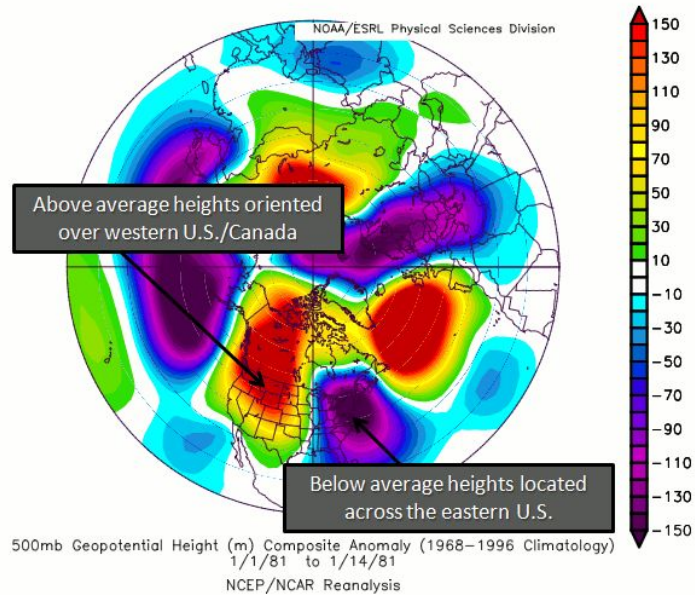 NOAA/ESRL Physical Sciences Division
150
130
110
90
70
50
30
10
-10
-30
-50
-70
-90
-110
-130
-150
Above average heights oriented
over western U.S./Canada
Below average heights located
across the eastern U.S.
500mb Geopotential Height (m) Composite Anomaly (1968-1996 Climatology)
1/1/81 to 1/14/81
NCEP/NCAR Reanalysis